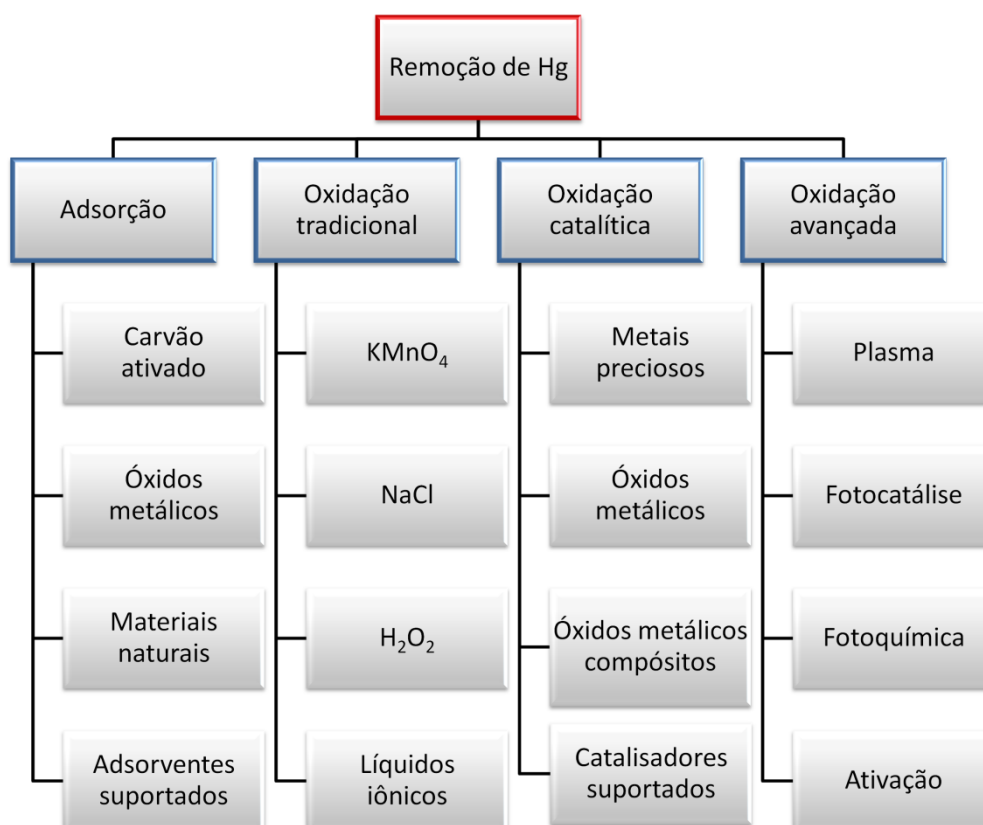 Remoção de Hg
Adsorção
Oxidação
tradicional
Oxidação
catalítica
Oxidação
avançada
Carvão
ativado
KMnO₄
Metais
preciosos
Plasma
Óxidos
metálicos
NaCl
Óxidos
metálicos
Fotocatálise
Materiais
naturais
H₂O₂
Óxidos metálicos
compósitos
Fotoquímica
Adsorventes
suportados
Líquidos
iônicos
Catalisadores
suportados
Ativação